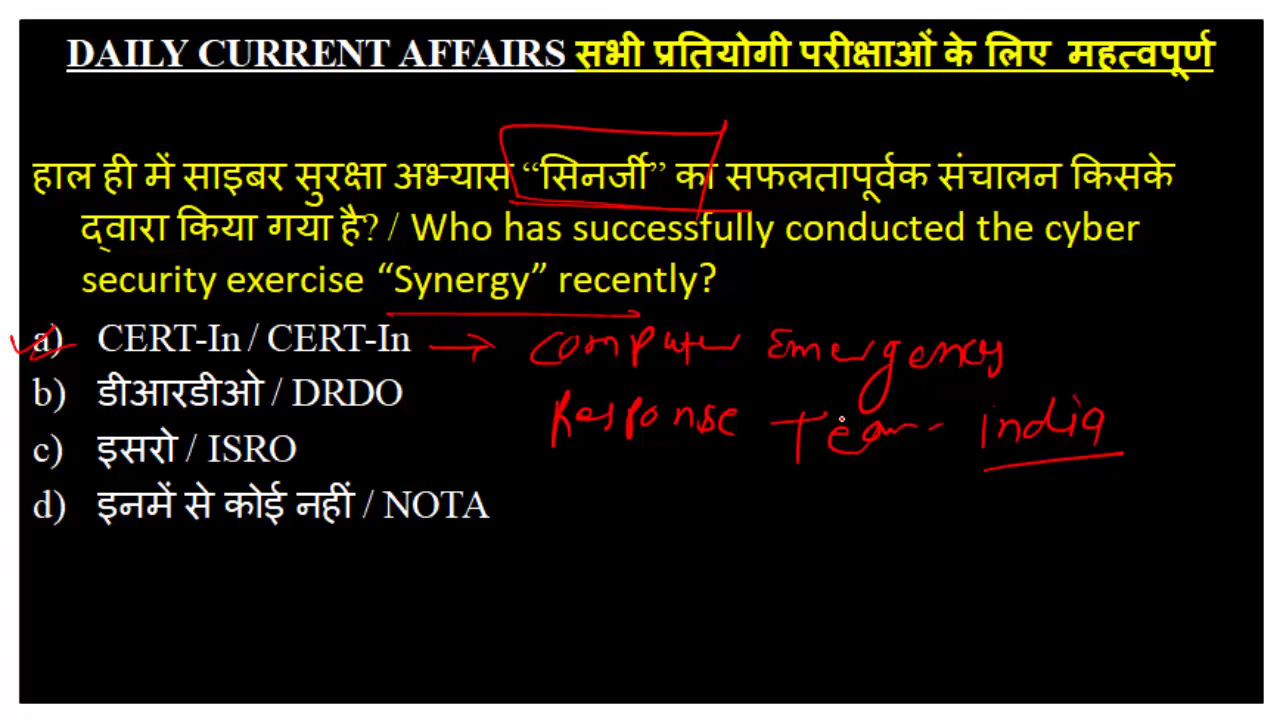 DAILY CURRENT AFFAIRS सभी प्रतियोगी परीक्षाओं के लिए महत्वपूर्ण
हाल ही में साइबर सुरक्षा अभ्यास “सिनर्जी” का सफलतापूर्वक संचालन किसके
द्वारा किया गया है? / Who has successfully conducted the cyber
security exercise “Synergy” recently?
a) CERT-In / CERT-In → Computer Emergency
b) डीआरडीओ / DRDO
Response Team- india
c) इसरो / ISRO
d) इनमें से कोई नहीं / NOTA